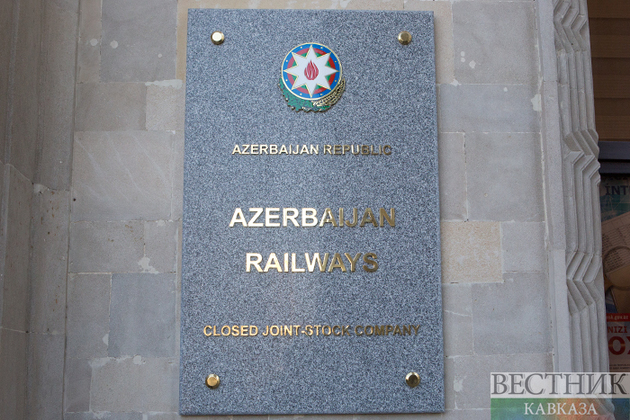 AZERBAIJAN REPUBLIC
AZERBAIJAN
RAILWAYS
CLOSED JOINT-STOCK COMPANY
ВЕСТНИК
КАВКАЗА